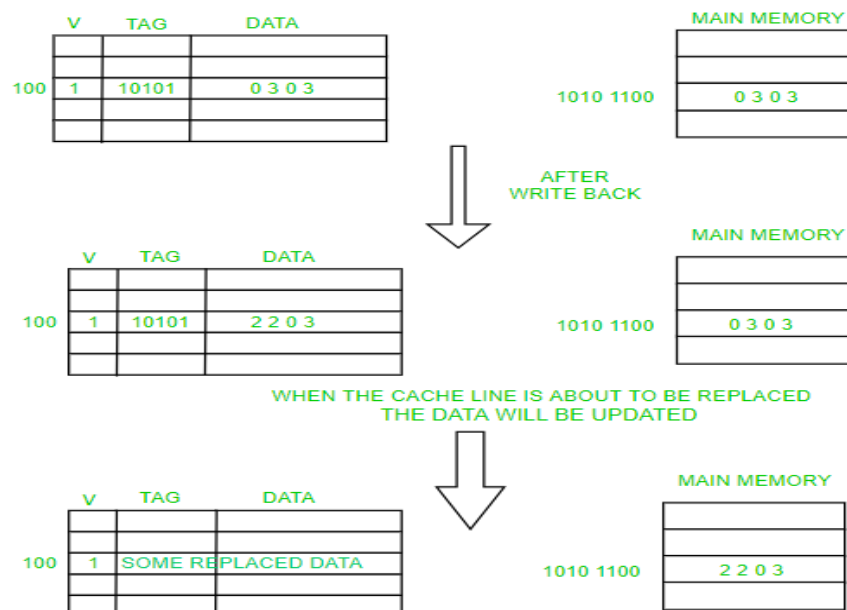 V TAG DATA MAIN MEMORY
100 1 10101 0 3 0 3 1010 1100 0 3 0 3
AFTER
WRITE BACK
V TAG DATA MAIN MEMORY
100 1 10101 2 2 0 3 1010 1100 0 3 0 3
WHEN THE CACHE LINE IS ABOUT TO BE REPLACED
THE DATA WILL BE UPDATED
V TAG DATA MAIN MEMORY
100 1 SOME REPLACED DATA 1010 1100 2 2 0 3